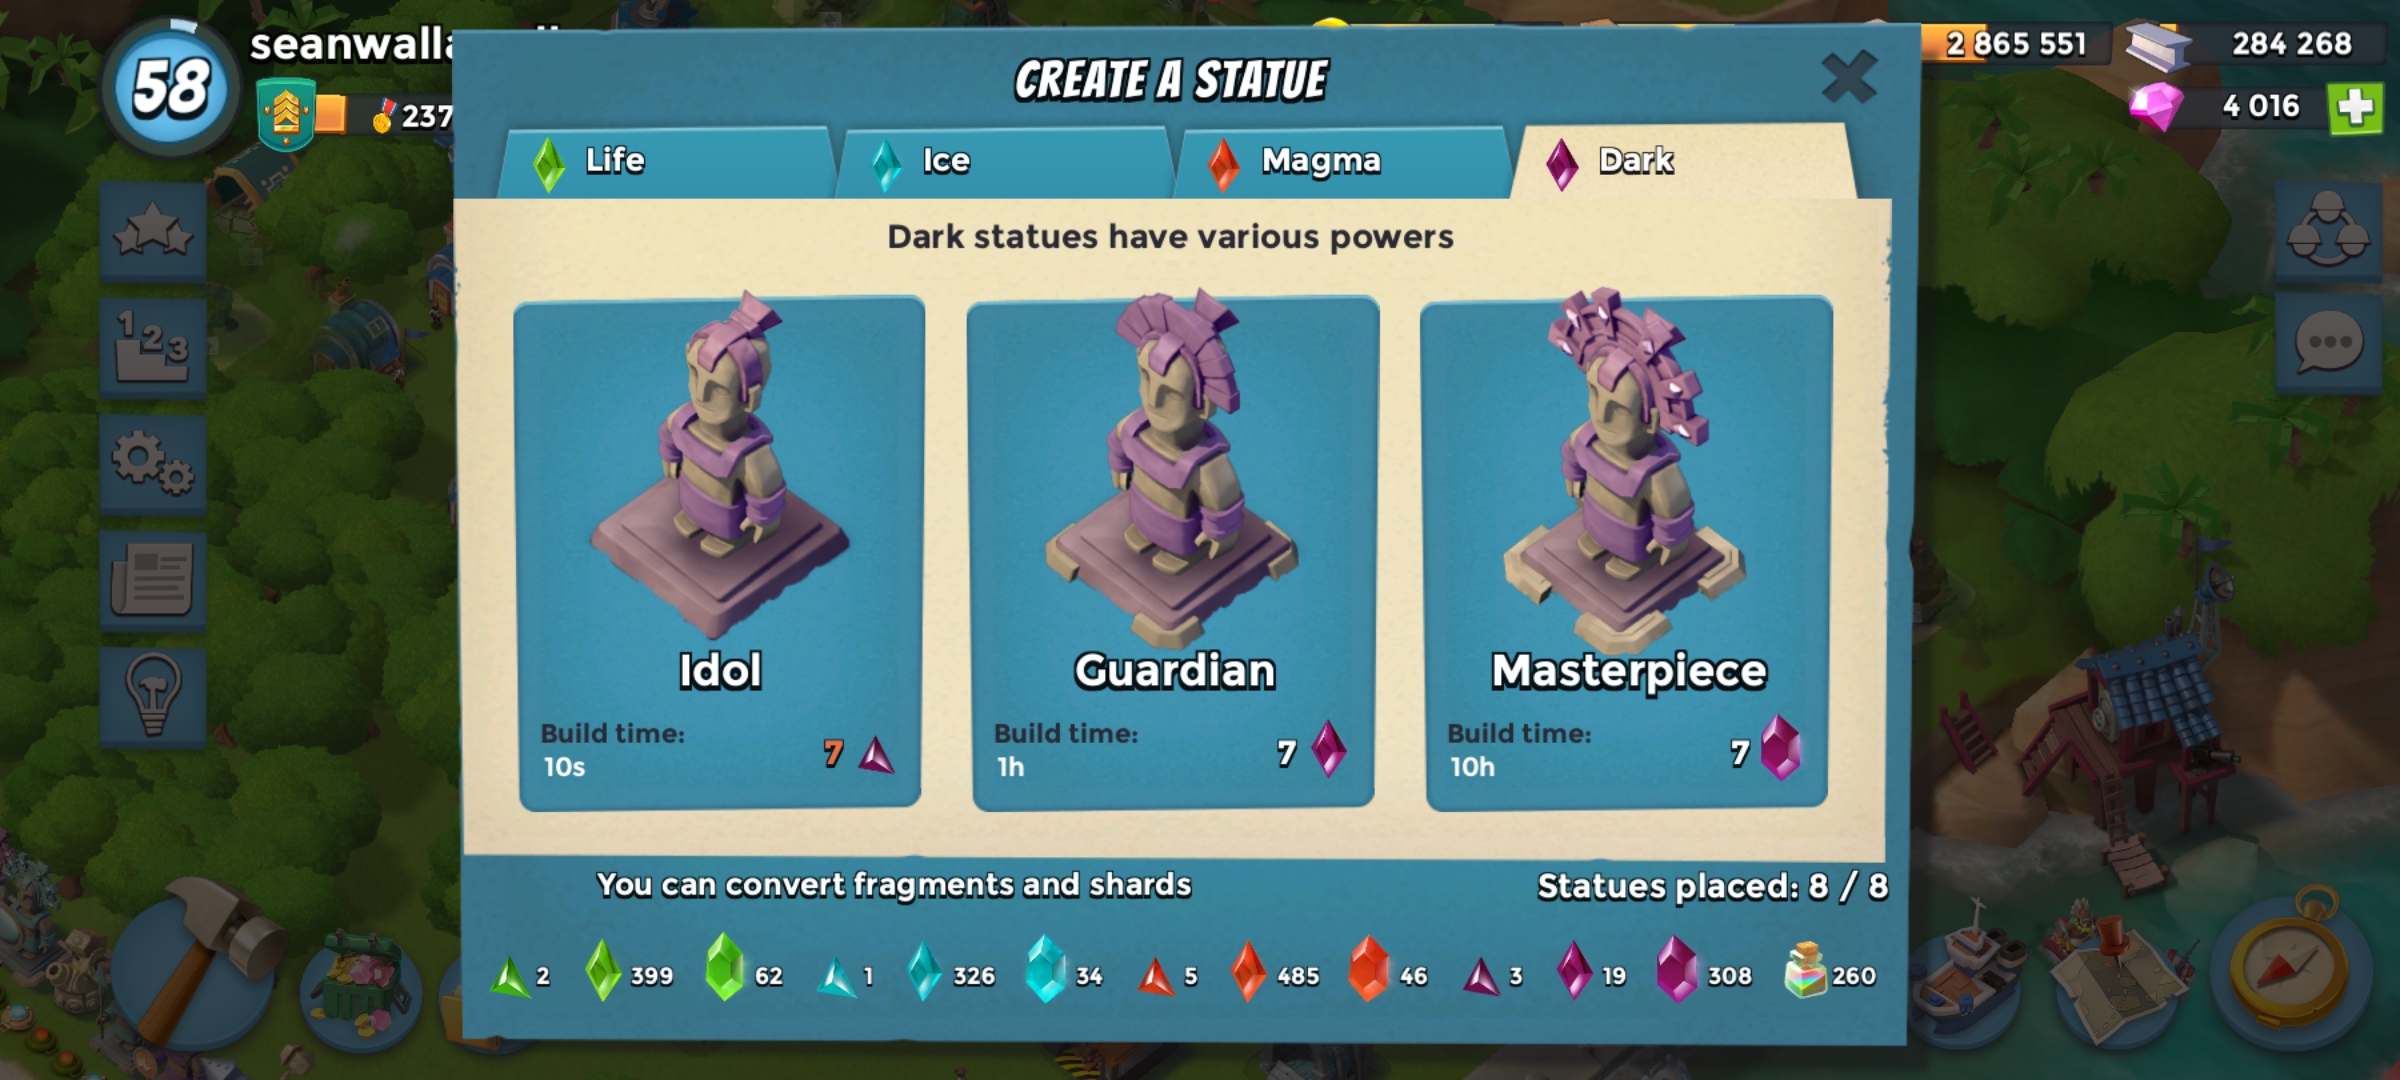 58
237
2 865 551
284 268
4 016
1 2 3
CREATE A STATUE
Life
Ice
Magma
Dark
Dark statues have various powers
Idol
Build time:
10s
7
Guardian
Build time:
1h
7
Masterpiece
Build time:
10h
7
You can convert fragments and shards
Statues placed: 8 / 8
2 399 62 1 326 34 5 485 46 3 19 308 260